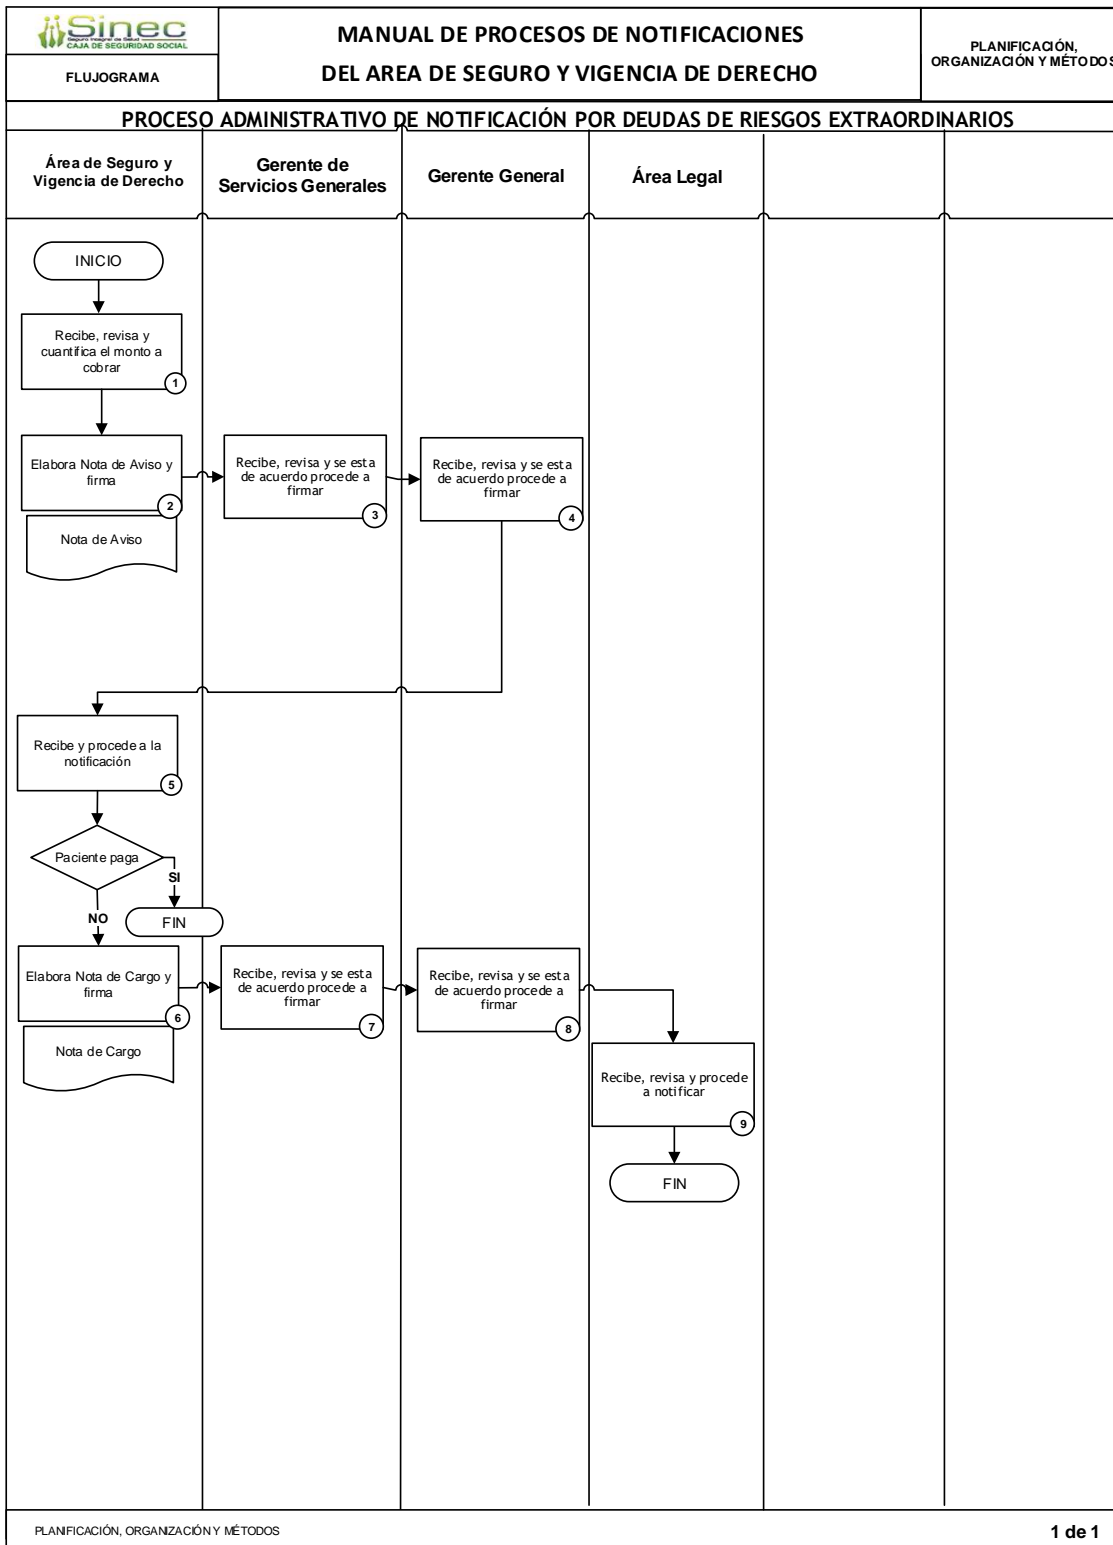 Sinec
Seguro Integral de Salud
CAJA DE SEGURIDAD SOCIAL
FLUJOGRAMA
MANUAL DE PROCESOS DE NOTIFICACIONES
DEL AREA DE SEGURO Y VIGENCIA DE DERECHO
PLANIFICACIÓN,
ORGANIZACIÓN Y MÉTODOS
PROCESO ADMINISTRATIVO DE NOTIFICACIÓN POR DEUDAS DE RIESGOS EXTRAORDINARIOS
Área de Seguro y
Vigencia de Derecho
Gerente de
Servicios Generales
Gerente General
Área Legal
INICIO
Recibe, revisa y
cuantifica el monto a
cobrar
1
Elabora Nota de Aviso y
firma
2
Nota de Aviso
Recibe, revisa y se esta
de acuerdo procede a
firmar
3
Recibe, revisa y se esta
de acuerdo procede a
firmar
4
Recibe y procede a la
notificación
5
Paciente paga
SI
FIN
NO
Elabora Nota de Cargo y
firma
6
Nota de Cargo
Recibe, revisa y se esta
de acuerdo procede a
firmar
7
Recibe, revisa y se esta
de acuerdo procede a
firmar
8
Recibe, revisa y procede
a notificar
9
FIN
PLANIFICACIÓN, ORGANIZACIÓN Y MÉTODOS
1 de 1